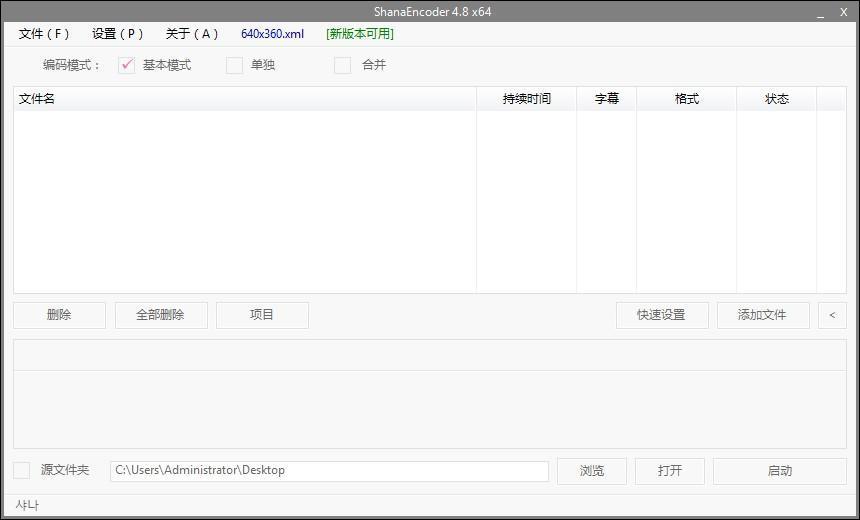 ShanaEncoder 4.8 x64 _ X
文件 ( F ) 设置 ( P ) 关于 ( A ) 640x360.xml [新版本可用]
编码模式： 基本模式 单独 合并
文件名 持续时间 字幕 格式 状态
删除 全部删除 项目 快速设置 添加文件 <
源文件夹 C:\Users\Administrator\Desktop 浏览 打开 启动
샤나